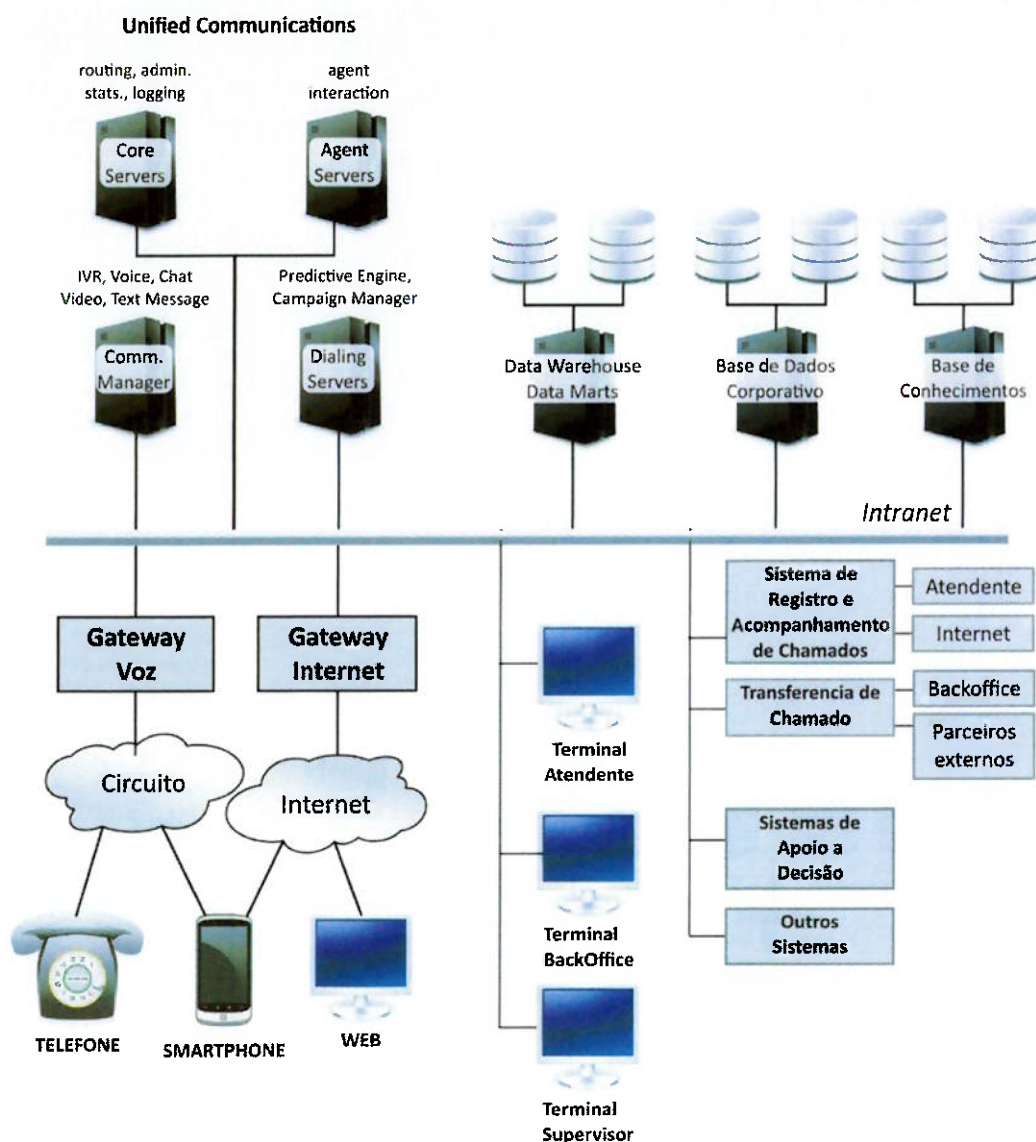 Unified Communications
routing, admin.
stats., logging
agent
interaction
Core
Servers
Agent
Servers
IVR, Voice, Chat
Video, Text Message
Predictive Engine,
Campaign Manager
Comm.
Manager
Dialing
Servers
Data Warehouse
Data Marts
Base de Dados
Corporativo
Base de
Conhecimentos
Intranet
Gateway
Voz
Gateway
Internet
Circuito
Internet
TELEFONE
SMARTPHONE
WEB
Terminal
Atendente
Terminal
BackOffice
Terminal
Supervisor
Sistema de
Registro e
Acompanhamento
de Chamados
Atendente
Internet
Transferencia de
Chamado
Backoffice
Parceiros
externos
Sistemas de
Apoio a
Decisão
Outros
Sistemas